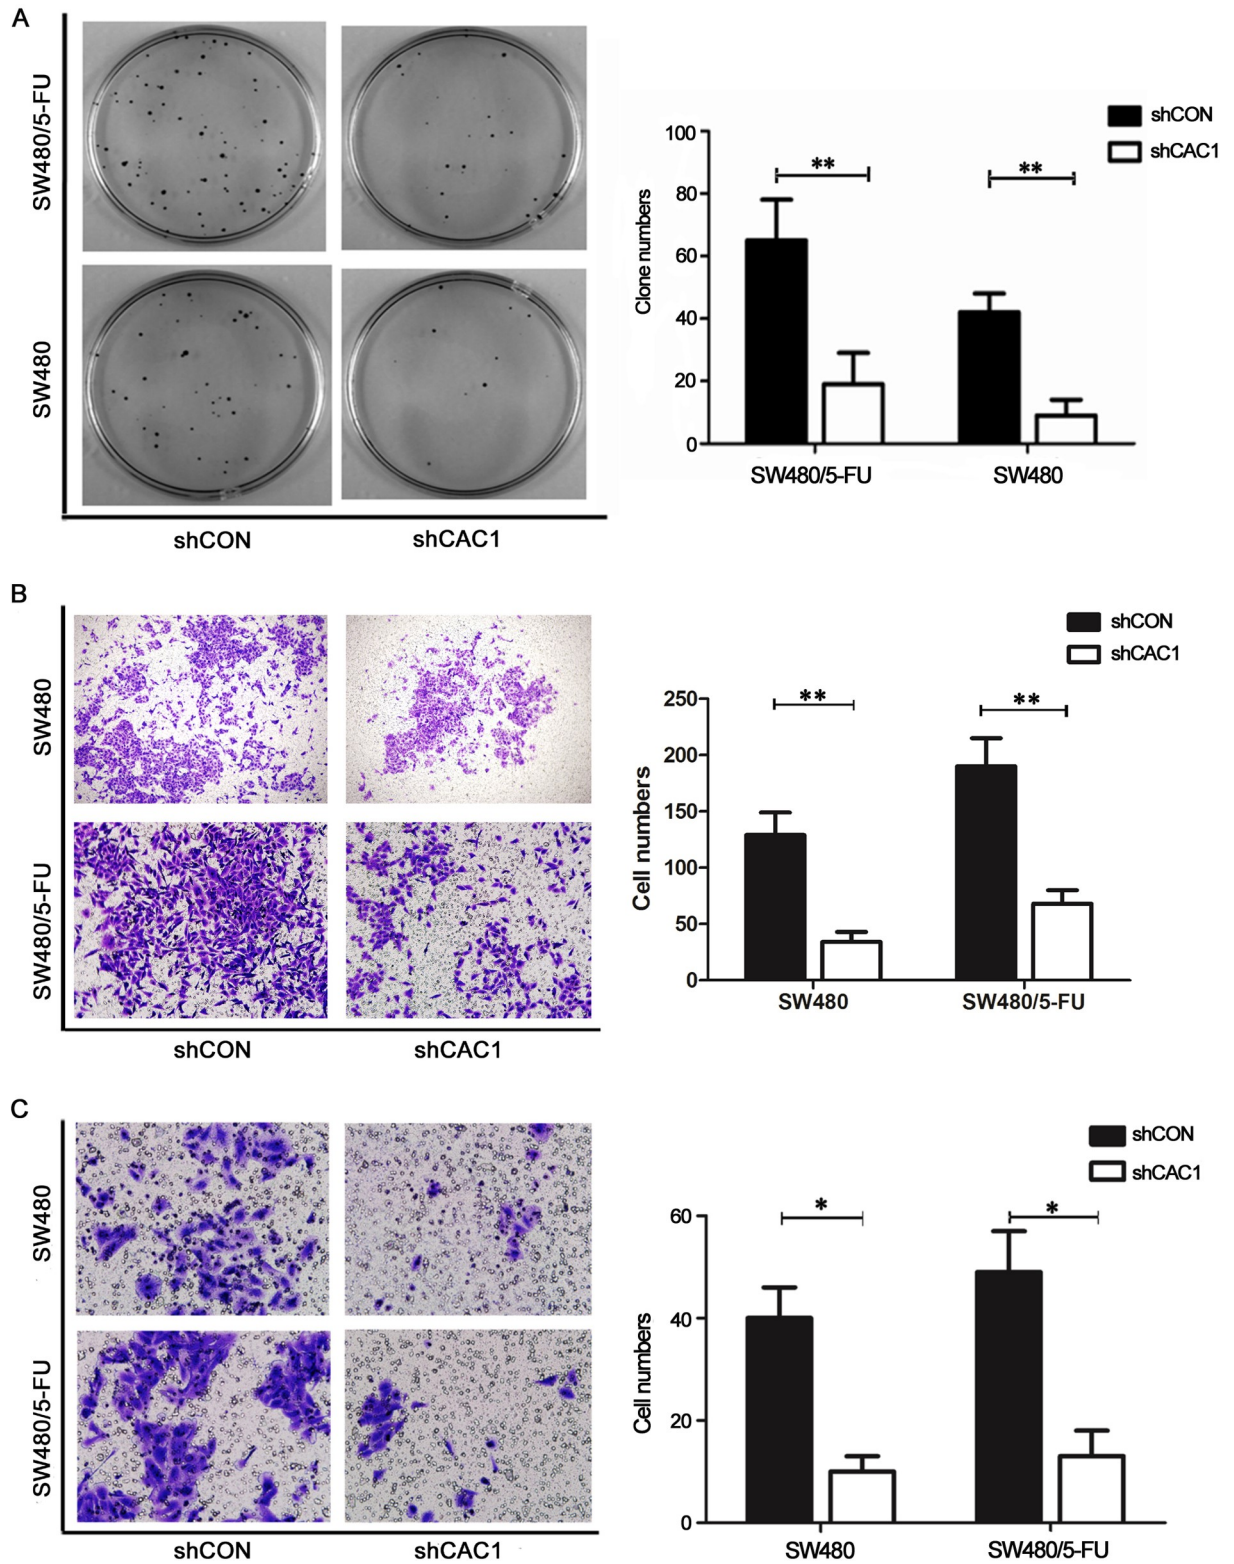 A
SW480/5-FU
SW480
shCON
shCAC1
shCON
shCAC1
Clone numbers
100
80
60
40
20
0
**
**
SW480/5-FU
SW480
B
SW480
SW480/5-FU
shCON
shCAC1
shCON
shCAC1
Cell numbers
250
200
150
100
50
0
**
**
SW480
SW480/5-FU
C
SW480
SW480/5-FU
shCON
shCAC1
shCON
shCAC1
Cell numbers
60
40
20
0
*
*
SW480
SW480/5-FU